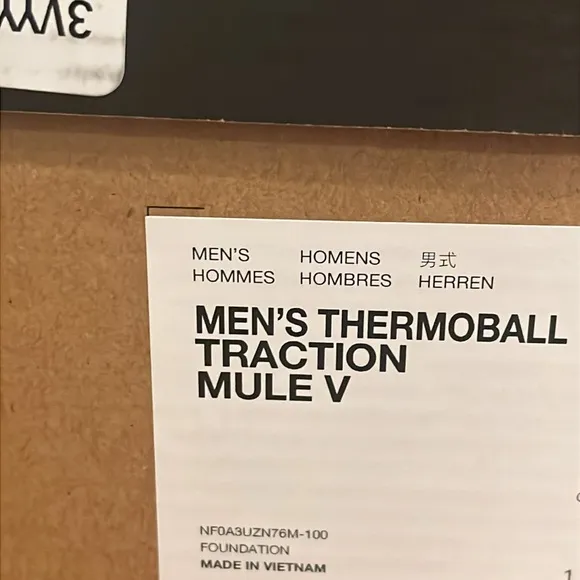 MEN'S HOMENS 男式
HOMMES HOMBRES HERREN
MEN'S THERMOBALL
TRACTION
MULE V
NF0A3UZN76M-100
FOUNDATION
MADE IN VIETNAM